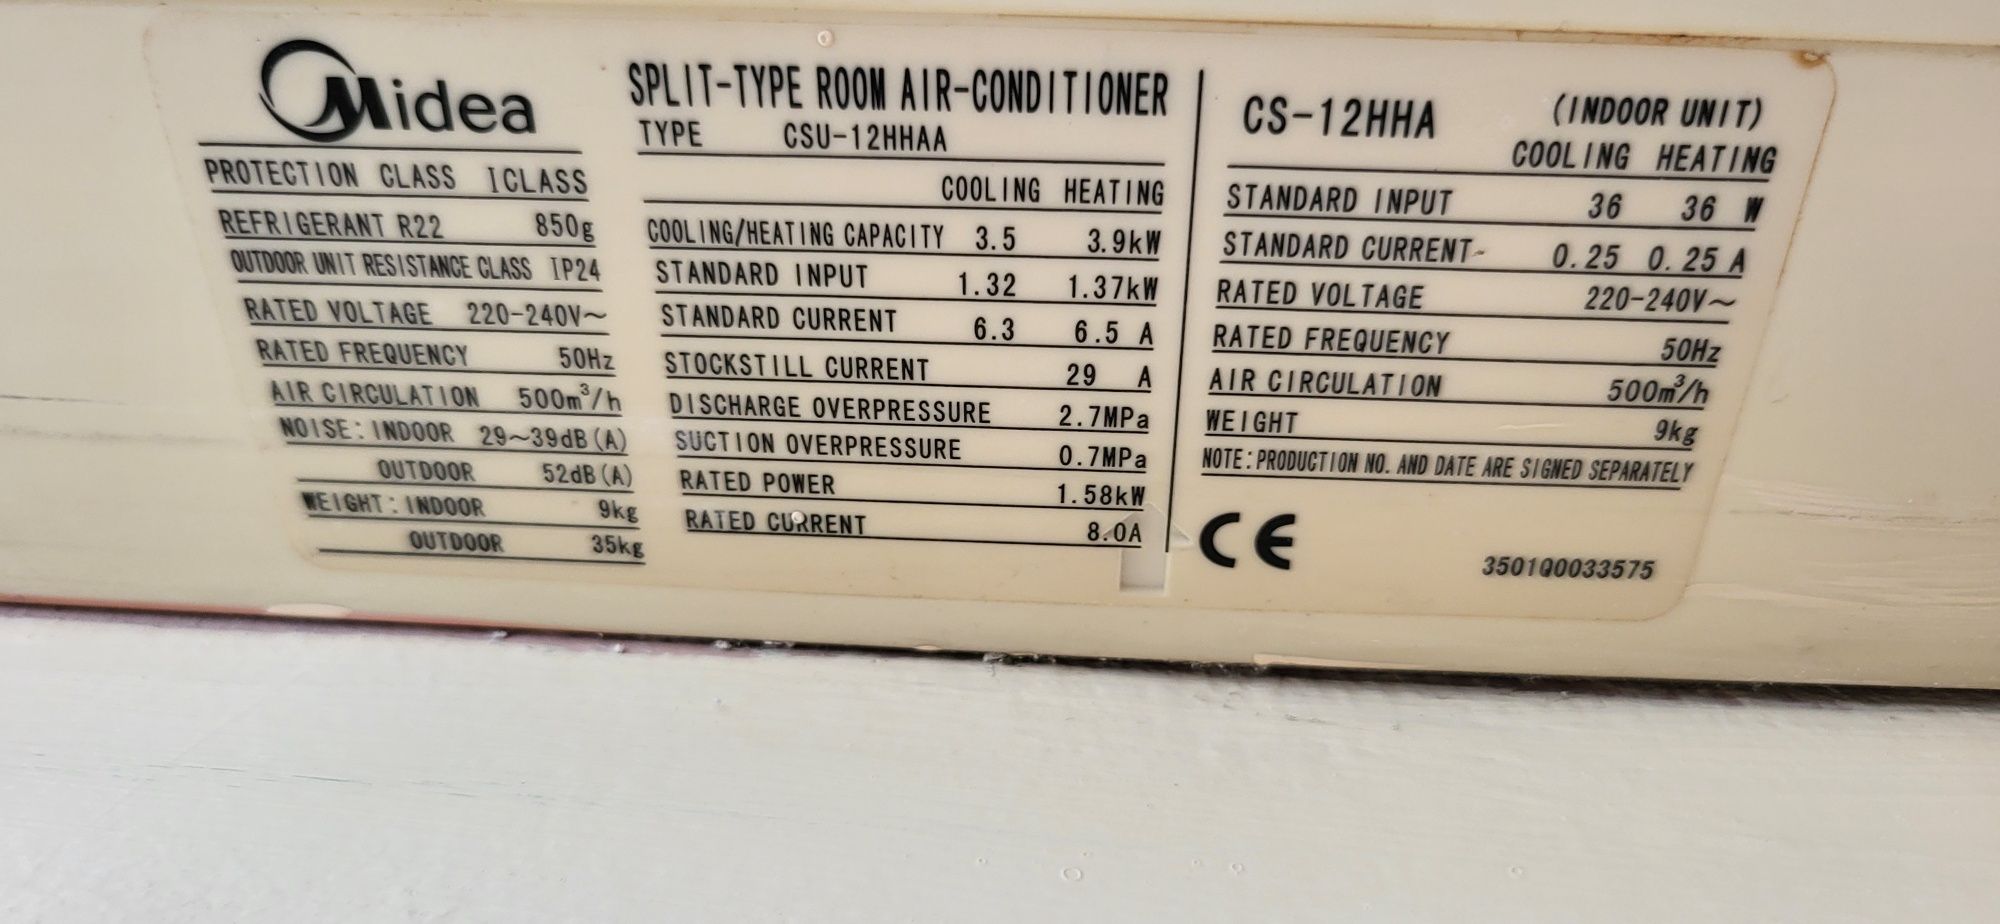 Midea
PROTECTION CLASS I CLASS
REFRIGERANT R22 850g
OUTDOOR UNIT RESISTANCE CLASS IP24
RATED VOLTAGE 220-240V~
RATED FREQUENCY 50Hz
AIR CIRCULATION 500m³/h
NOISE: INDOOR 29~39dB(A)
OUTDOOR 52dB(A)
WEIGHT: INDOOR 9kg
OUTDOOR 35kg
SPLIT-TYPE ROOM AIR-CONDITIONER
TYPE CSU-12HHAA
COOLING HEATING
COOLING/HEATING CAPACITY 3.5 3.9kW
STANDARD INPUT 1.32 1.37kW
STANDARD CURRENT 6.3 6.5 A
STOCKSTILL CURRENT 29 A
DISCHARGE OVERPRESSURE 2.7MPa
SUCTION OVERPRESSURE 0.7MPa
RATED POWER 1.58kW
RATED CURRENT 8.0A
CS-12HHA (INDOOR UNIT)
COOLING HEATING
STANDARD INPUT 36 36 W
STANDARD CURRENT 0.25 0.25 A
RATED VOLTAGE 220-240V~
RATED FREQUENCY 50Hz
AIR CIRCULATION 500m³/h
WEIGHT 9kg
NOTE: PRODUCTION NO. AND DATE ARE SIGNED SEPARATELY
CE
3501Q0033575